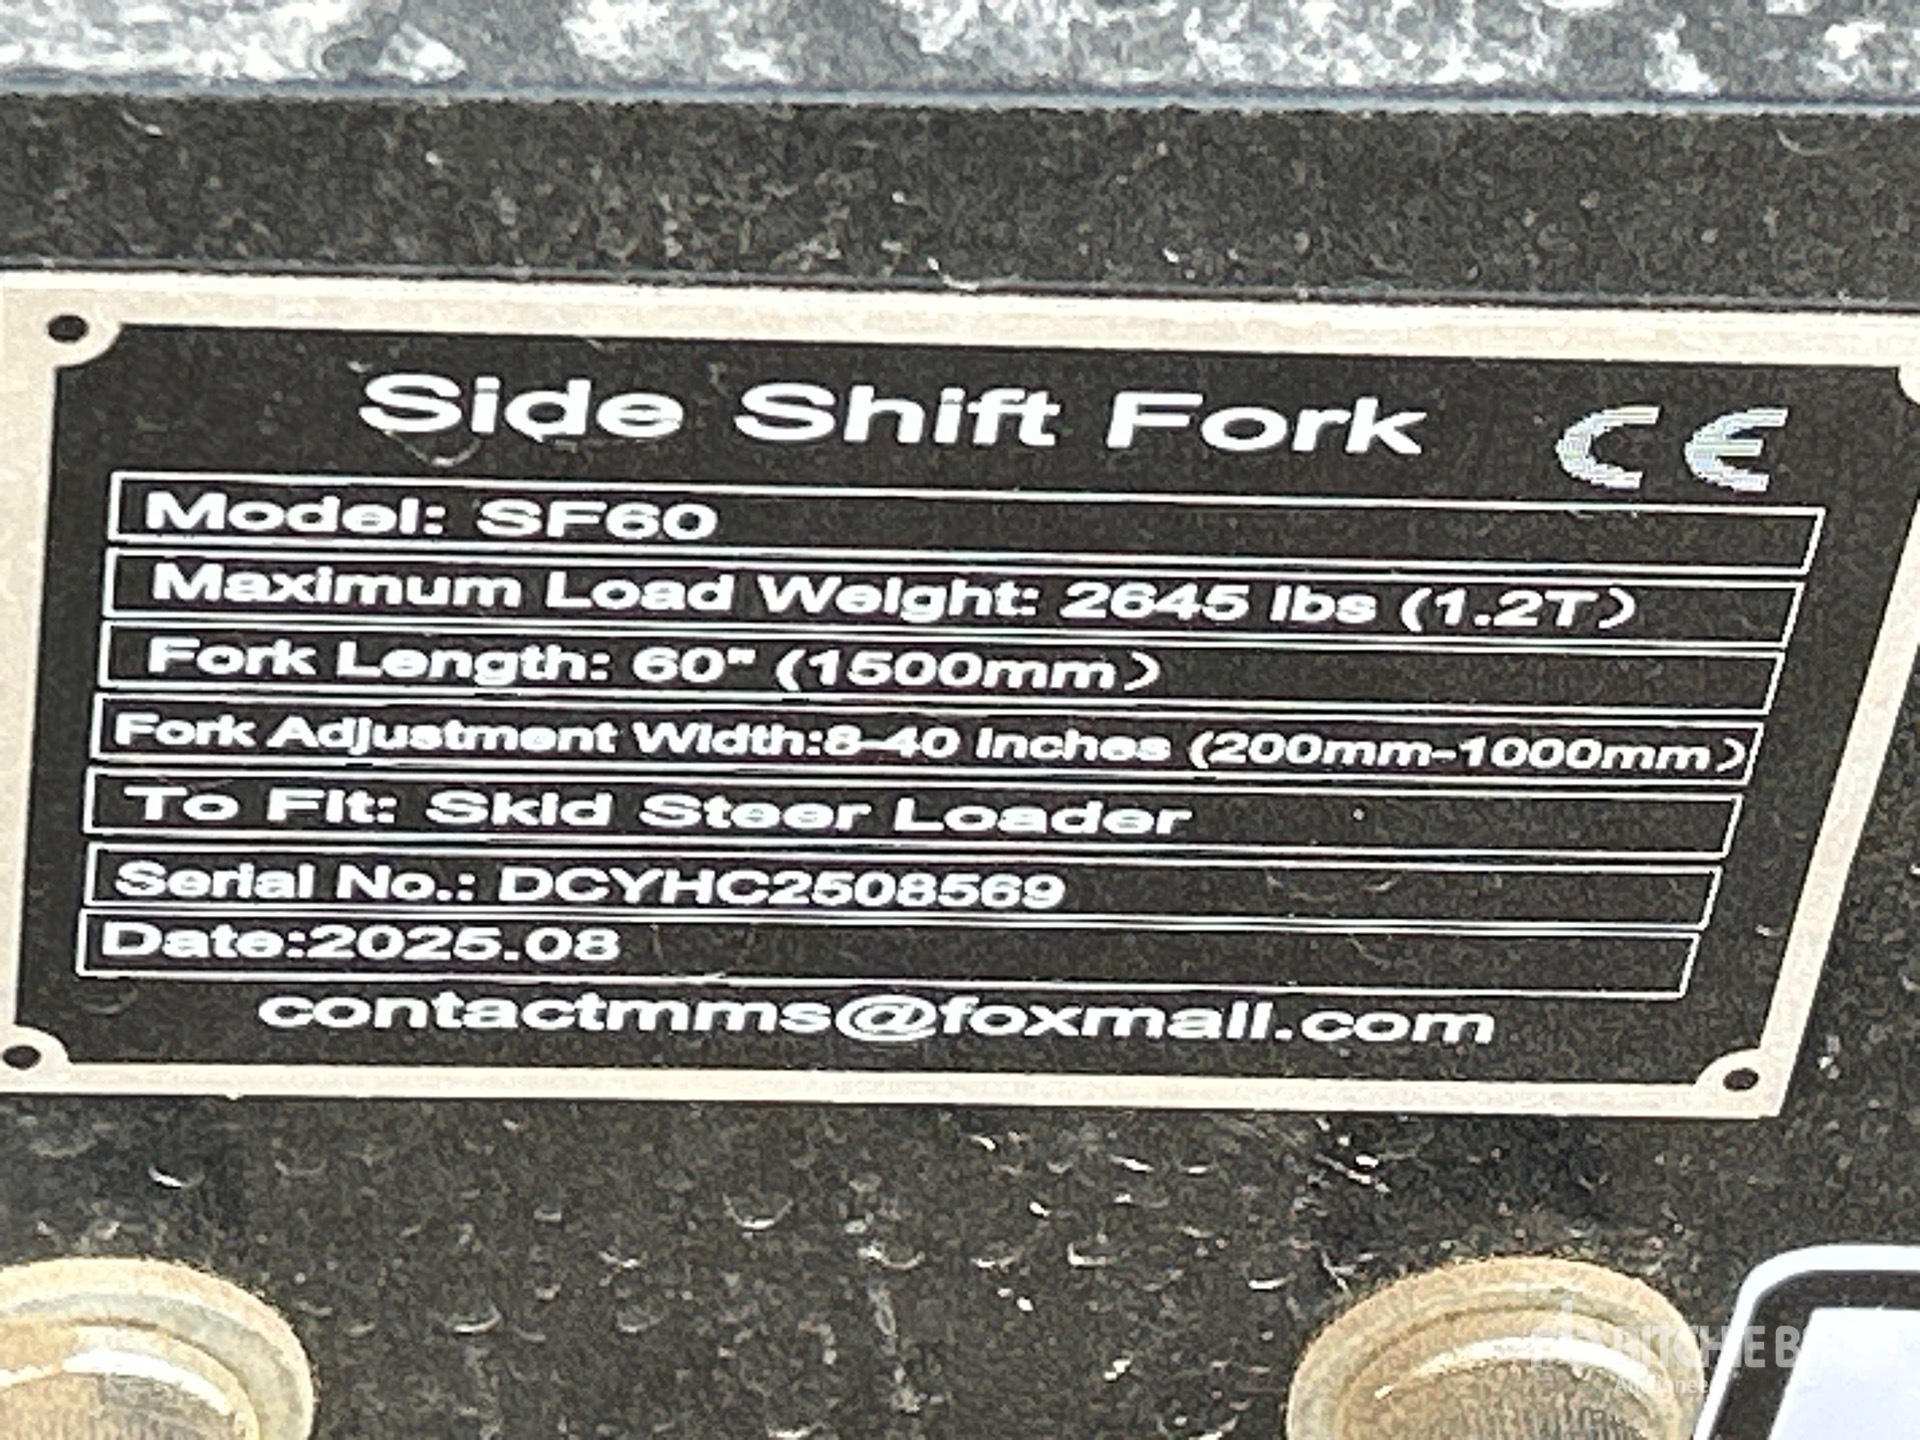 Side Shift Fork CE
Model: SF60
Maximum Load Weight: 2645 lbs (1.2T)
Fork Length: 60" (1500mm)
Fork Adjustment Width:8-40 inches (200mm-1000mm)
To Fit: Skid Steer Loader
Serial No.: DCYHC2508569
Date:2025.08
contactmms@foxmail.com